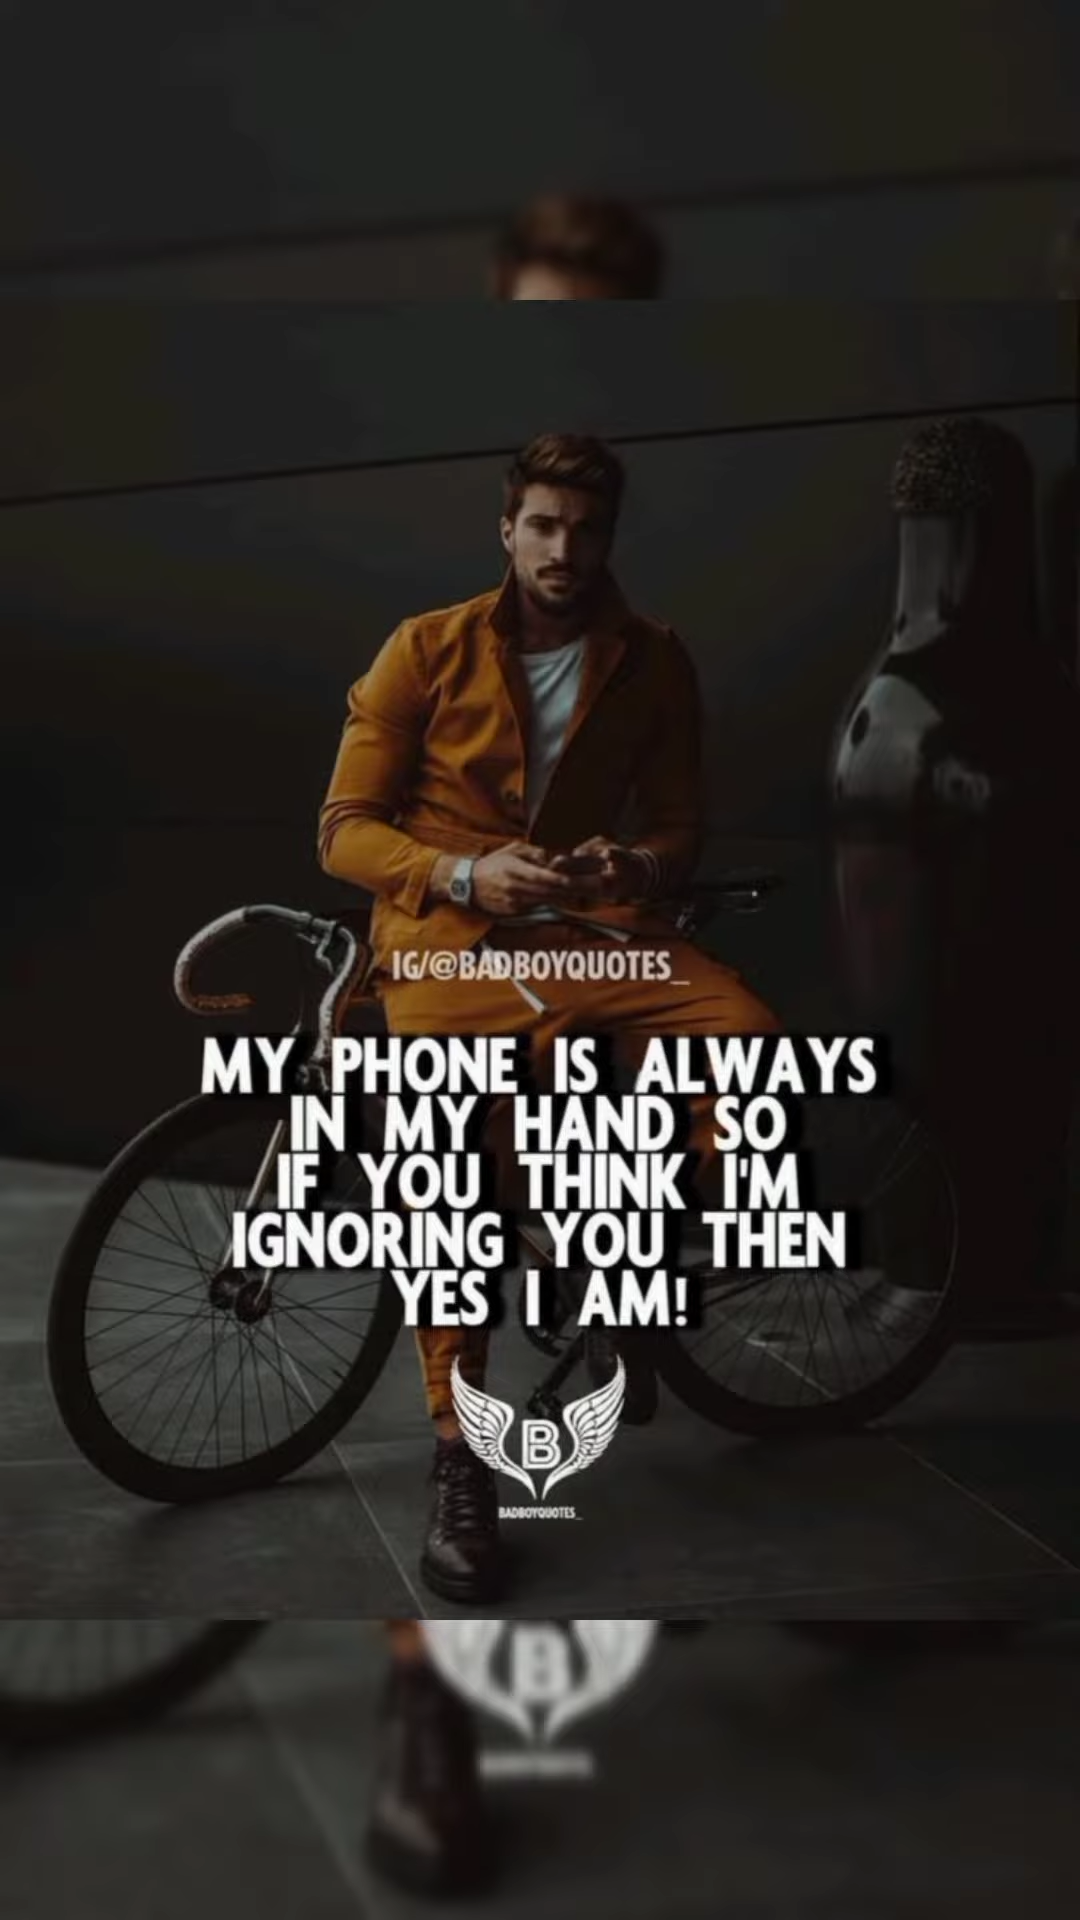 IG/@BADBOYQUOTES_
MY PHONE IS ALWAYS
IN MY HAND SO
IF YOU THINK I'M
IGNORING YOU THEN
YES I AM!
B
BADBOYQUOTES_
B